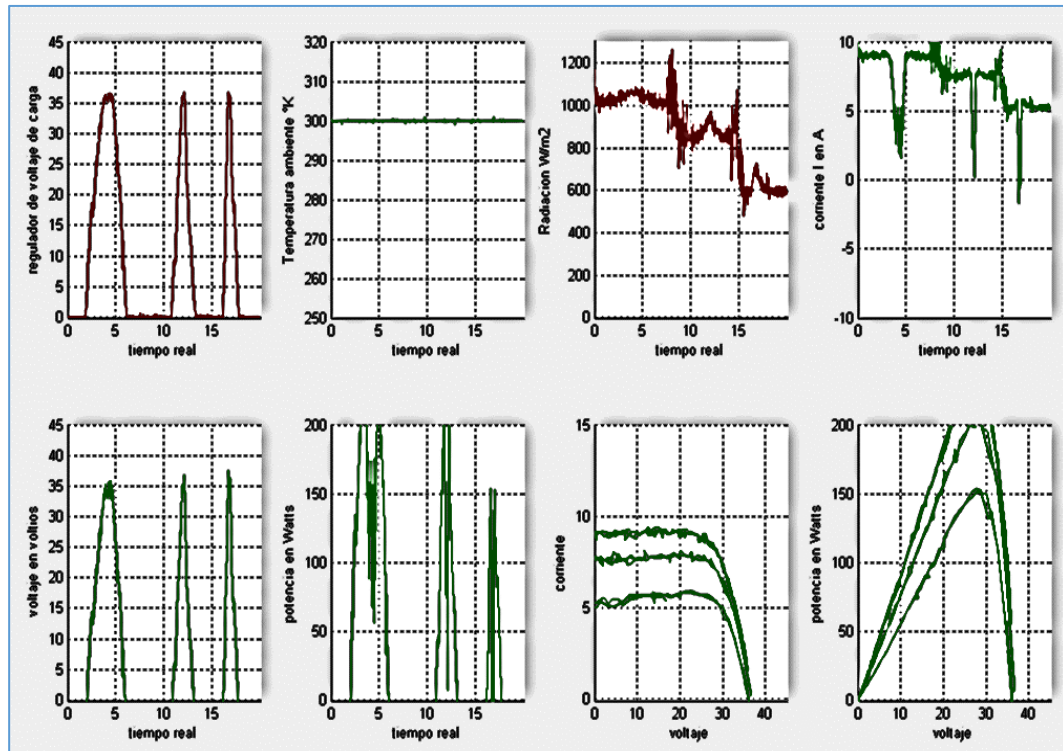 45
40
35
30
25
20
15
10
5
0
regulador de voltaje de carga
0 5 10 15
tiempo real
320
310
300
290
280
270
260
250
Temperatura ambiente ºK
0 5 10 15
tiempo real
1200
1000
800
600
400
200
0
Radiacion W/m2
0 5 10 15
tiempo real
10
5
0
-5
-10
comente I en A
0 5 10 15
tiempo real
45
40
35
30
25
20
15
10
5
0
voltaje en voltios
0 5 10 15
tiempo real
200
150
100
50
0
potencia en Watts
0 5 10 15
tiempo real
15
10
5
0
comente
0 10 20 30 40
voltaje
200
150
100
50
0
potencia en Watts
0 10 20 30 40
voltaje